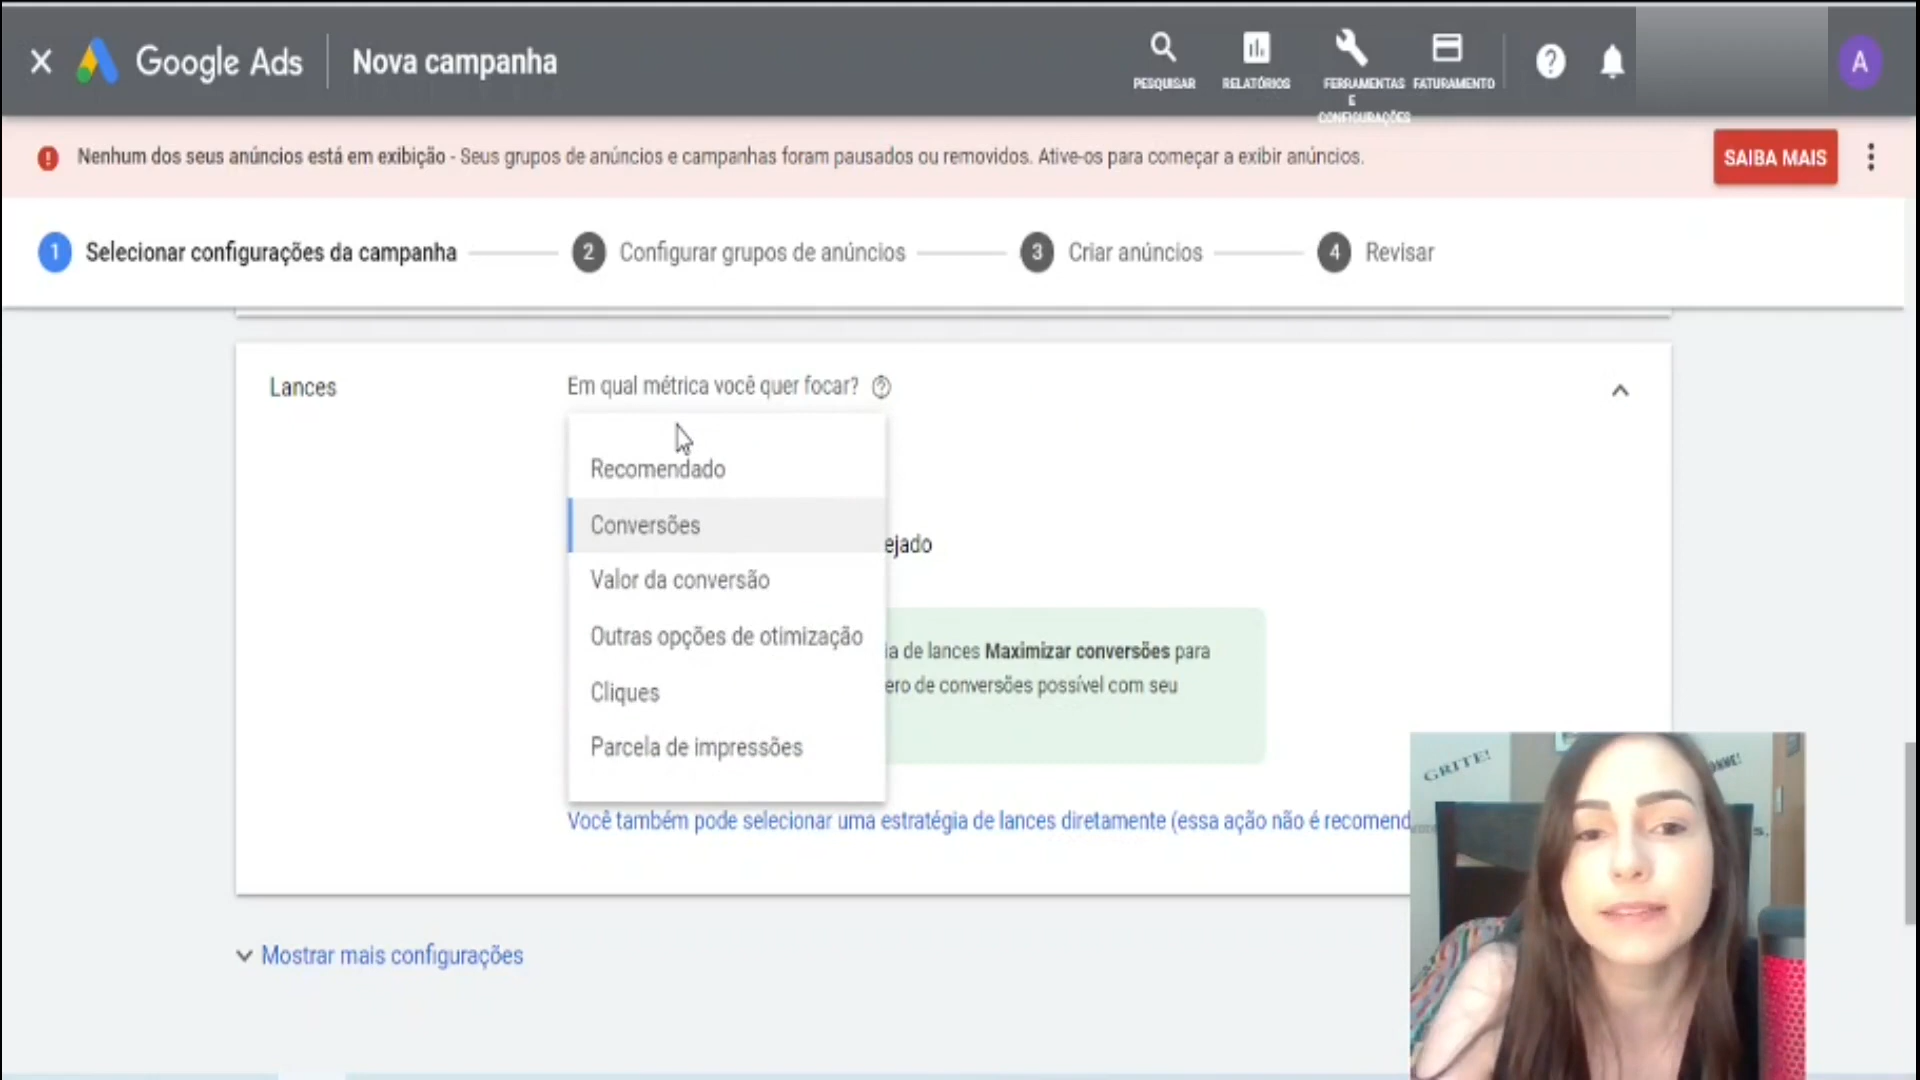 Google Ads
Nova campanha
PESQUISAR
RELATÓRIOS
FERRAMENTAS
E
CONFIGURAÇÕES
FATURAMENTO
A
Nenhum dos seus anúncios está em exibição - Seus grupos de anúncios e campanhas foram pausados ou removidos. Ative-os para começar a exibir anúncios.
SAIBA MAIS
1 Selecionar configurações da campanha
2 Configurar grupos de anúncios
3 Criar anúncios
4 Revisar
Lances
Em qual métrica você quer focar?
Recomendado
Conversões
ejado
Valor da conversão
Outras opções de otimização
ia de lances Maximizar conversões para
ero de conversões possível com seu
Cliques
Parcela de impressões
Você também pode selecionar uma estratégia de lances diretamente (essa ação não é recomend
GRITE!
Mostrar mais configurações